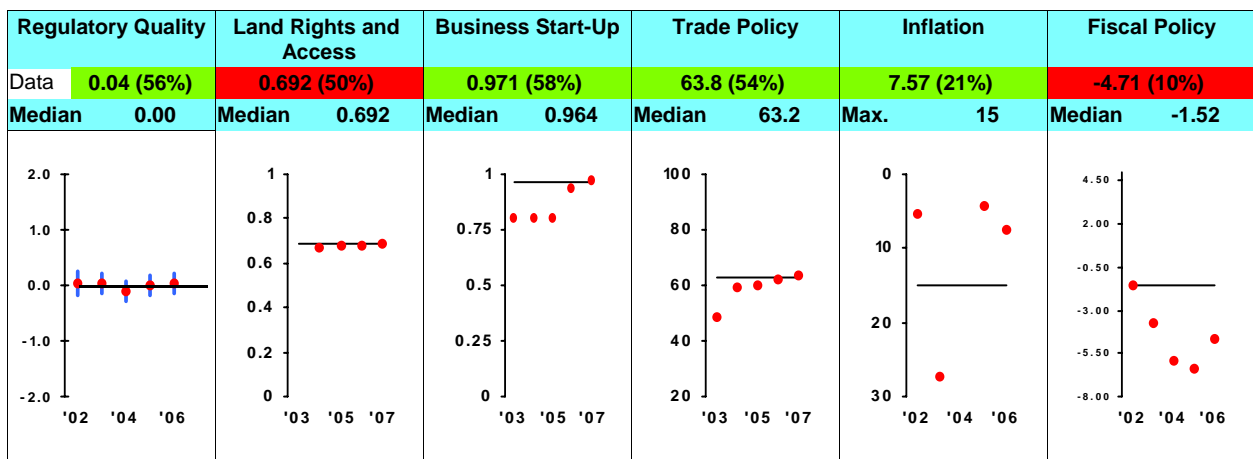 Regulatory Quality
Land Rights and
Access
Business Start-Up
Trade Policy
Inflation
Fiscal Policy
Data 0.04 (56%)
0.692 (50%)
0.971 (58%)
63.8 (54%)
7.57 (21%)
-4.71 (10%)
Median 0.00
Median 0.692
Median 0.964
Median 63.2
Max. 15
Median -1.52
2.0
1.0
0.0
-1.0
-2.0
'02 '04 '06
1
0.8
0.6
0.4
0.2
0
'03 '05 '07
1
0.75
0.5
0.25
0
'03 '05 '07
100
80
60
40
20
'03 '05 '07
0
10
20
30
'02 '04 '06
4.50
2.00
-0.50
-3.00
-5.50
-8.00
'02 '04 '06